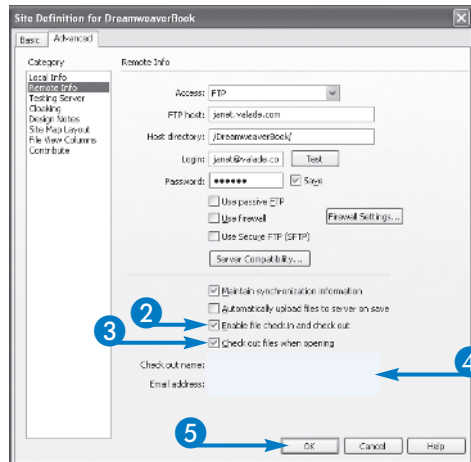 Site Definition for DreamweaverBook
Basic Advanced
Category
Remote Info
Local Info
Remote Info
Testing Server
Cloaking
Design Notes
Site Map Layout
File View Columns
Contribute
Access: FTP
FTP host: janet.valade.com
Host directory: /DreamweaverBook/
Login: janet@valade.co Test
Password: ●●●●●● Save
Use passive FTP
Use firewall Firewall Settings...
Use Secure FTP (SFTP)
Server Compatibility...
Maintain synchronization information
Automatically upload files to server on save
2 Enable file check in and check out
3 Check out files when opening
Check out name:
4
Email address:
5 OK Cancel Help